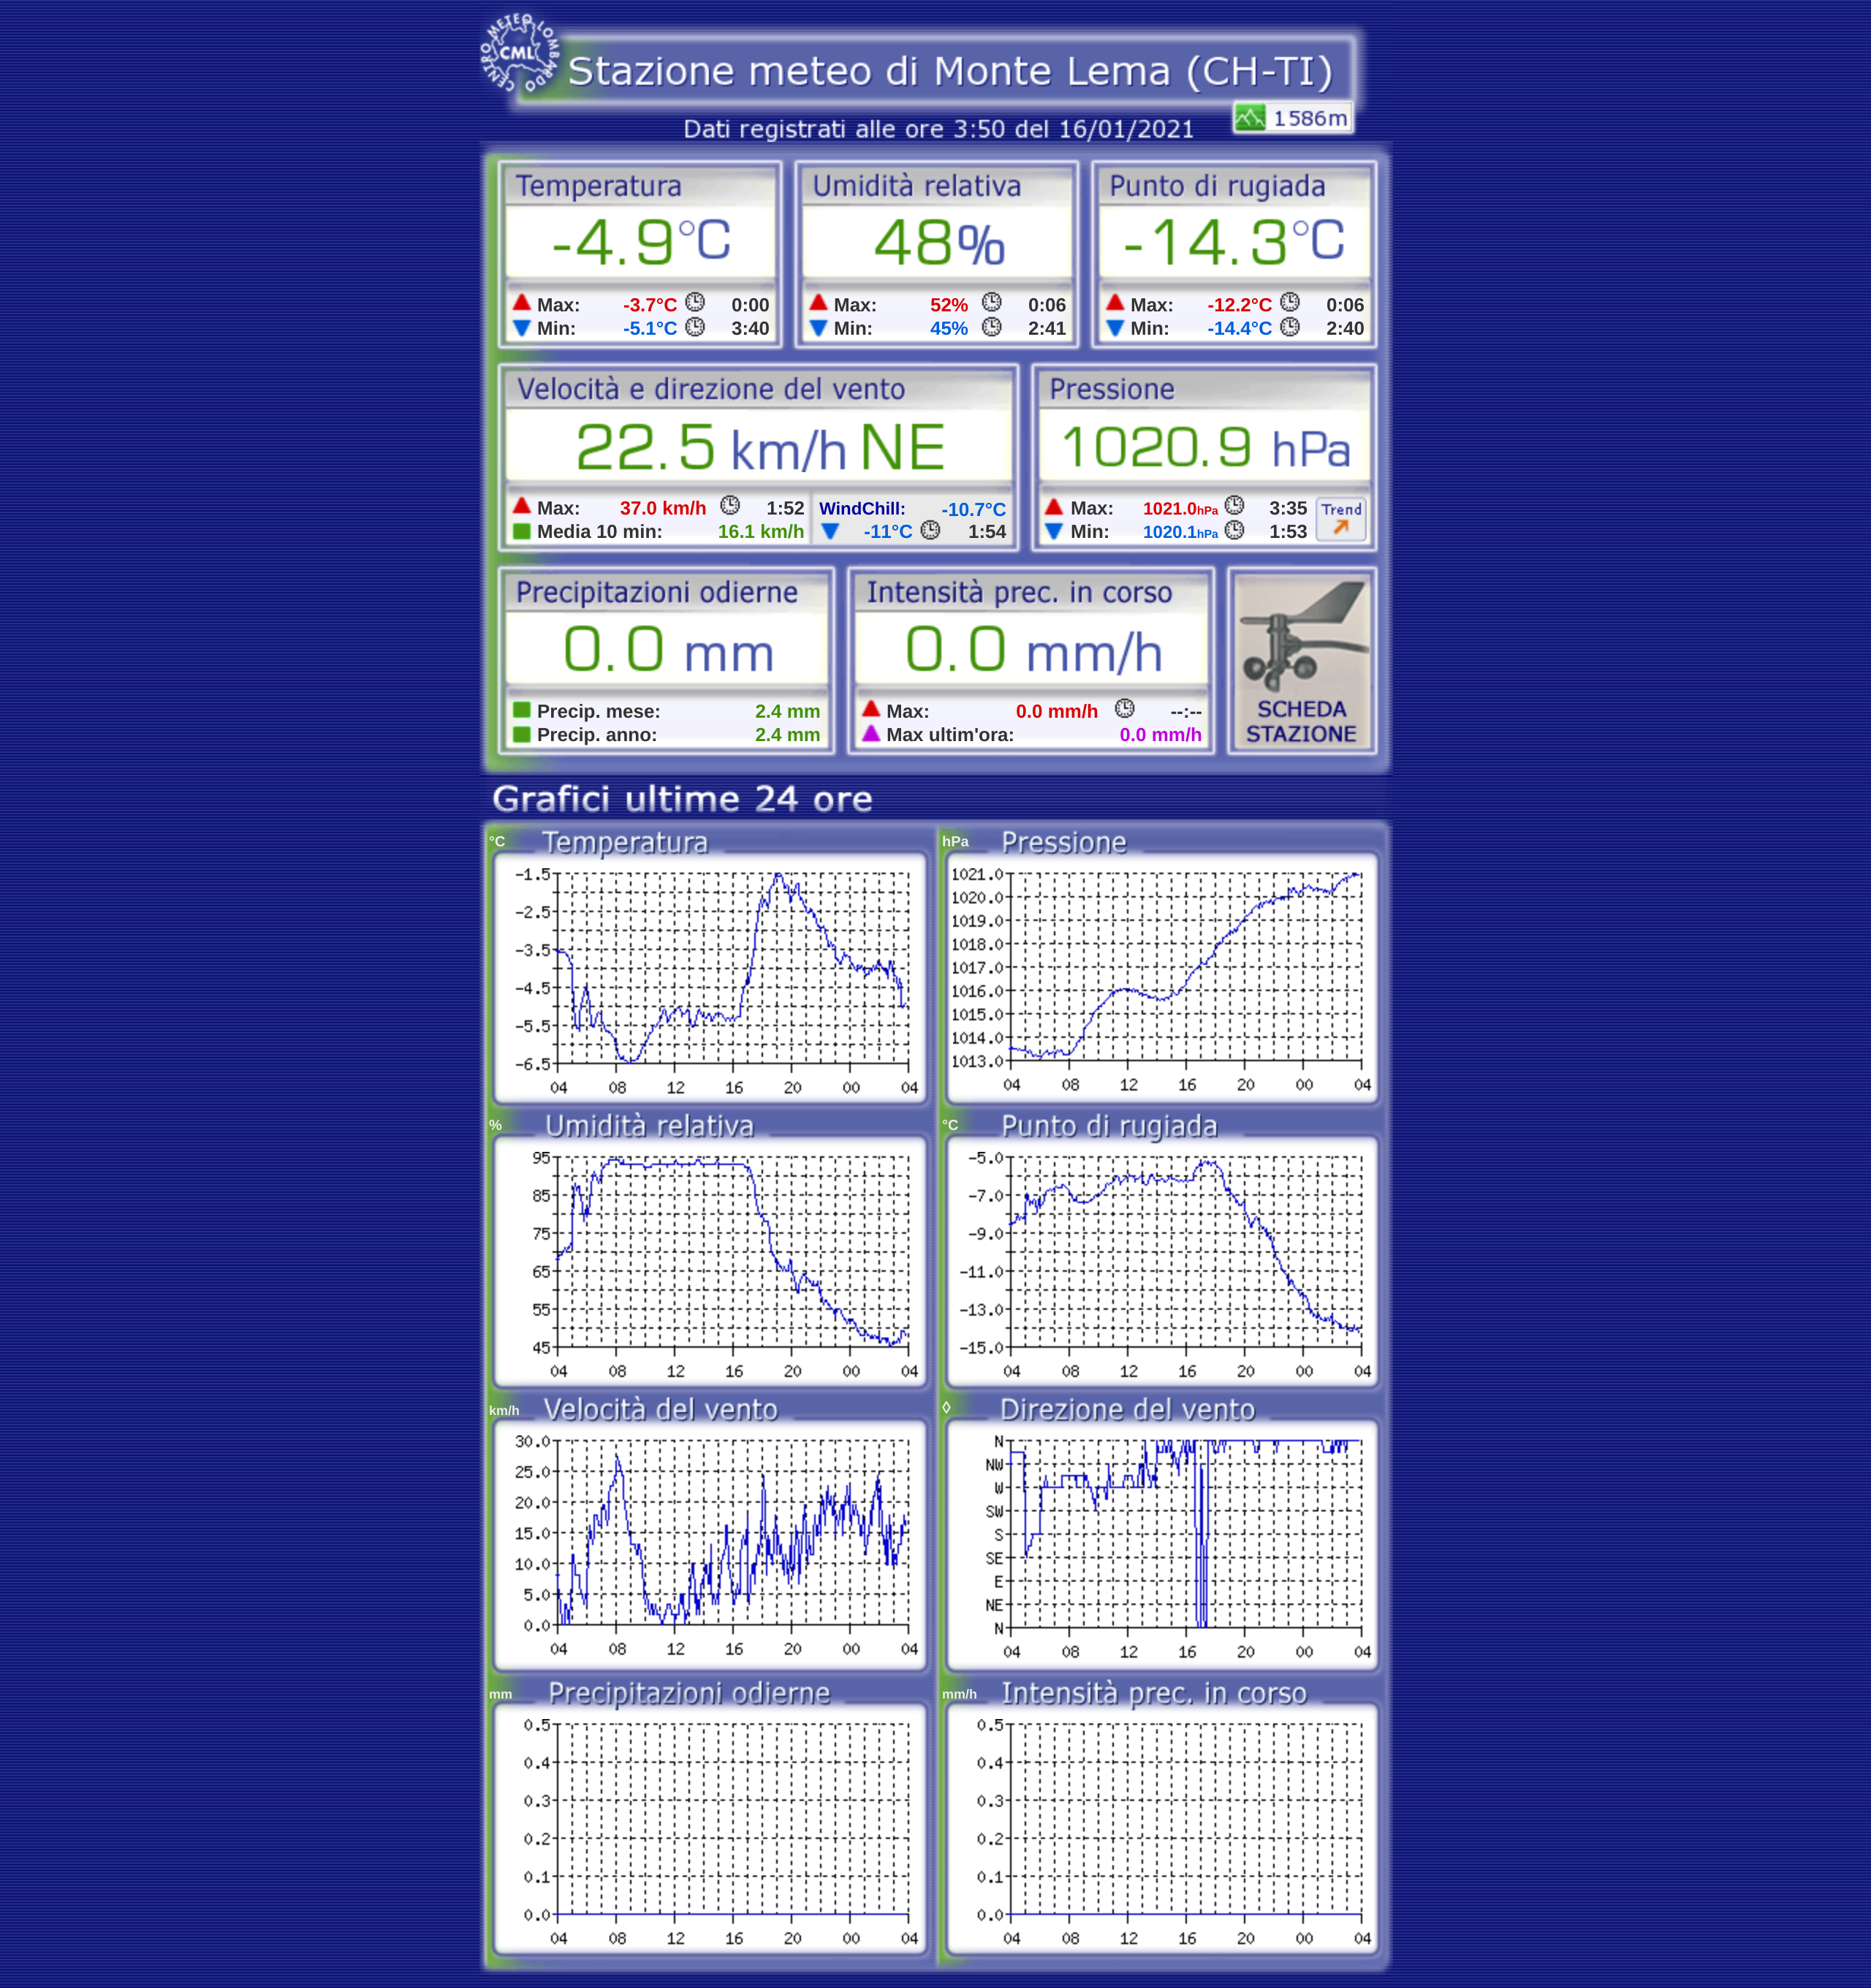 CENTRO METEO LOMBARDO
CML
Stazione meteo di Monte Lema (CH-TI)
1586m
Dati registrati alle ore 3:50 del 16/01/2021
Temperatura
-4.9°C
Max: -3.7°C 0:00
Min: -5.1°C 3:40
Umidità relativa
48%
Max: 52% 0:06
Min: 45% 2:41
Punto di rugiada
-14.3°C
Max: -12.2°C 0:06
Min: -14.4°C 2:40
Velocità e direzione del vento
22.5 km/h NE
Max: 37.0 km/h 1:52
Media 10 min: 16.1 km/h
WindChill: -10.7°C
-11°C 1:54
Pressione
1020.9 hPa
Max: 1021.0hPa 3:35
Min: 1020.1hPa 1:53
Trend
Precipitazioni odierne
0.0 mm
Precip. mese: 2.4 mm
Precip. anno: 2.4 mm
Intensità prec. in corso
0.0 mm/h
Max: 0.0 mm/h --:--
Max ultim'ora: 0.0 mm/h
SCHEDA
STAZIONE
Grafici ultime 24 ore
°C Temperatura
-1.5
-2.5
-3.5
-4.5
-5.5
-6.5
04 08 12 16 20 00 04
hPa Pressione
1021.0
1020.0
1019.0
1018.0
1017.0
1016.0
1015.0
1014.0
1013.0
04 08 12 16 20 00 04
% Umidità relativa
95
85
75
65
55
45
04 08 12 16 20 00 04
°C Punto di rugiada
-5.0
-7.0
-9.0
-11.0
-13.0
-15.0
04 08 12 16 20 00 04
km/h Velocità del vento
30.0
25.0
20.0
15.0
10.0
5.0
0.0
04 08 12 16 20 00 04
◊ Direzione del vento
N
NW
W
SW
S
SE
E
NE
N
04 08 12 16 20 00 04
mm Precipitazioni odierne
0.5
0.4
0.3
0.2
0.1
0.0
04 08 12 16 20 00 04
mm/h Intensità prec. in corso
0.5
0.4
0.3
0.2
0.1
0.0
04 08 12 16 20 00 04